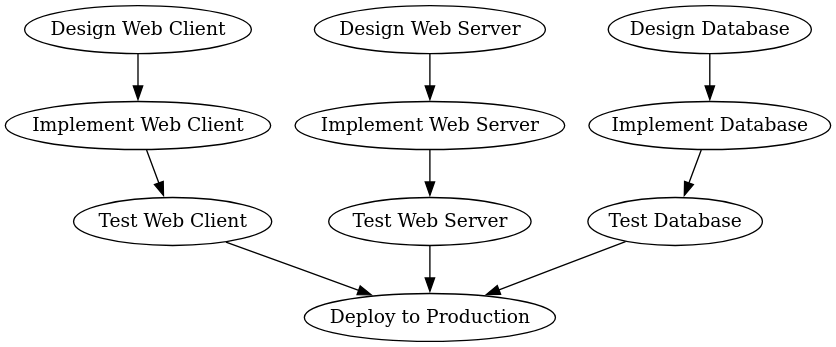 Design Web Client
Design Web Server
Design Database
Implement Web Client
Implement Web Server
Implement Database
Test Web Client
Test Web Server
Test Database
Deploy to Production